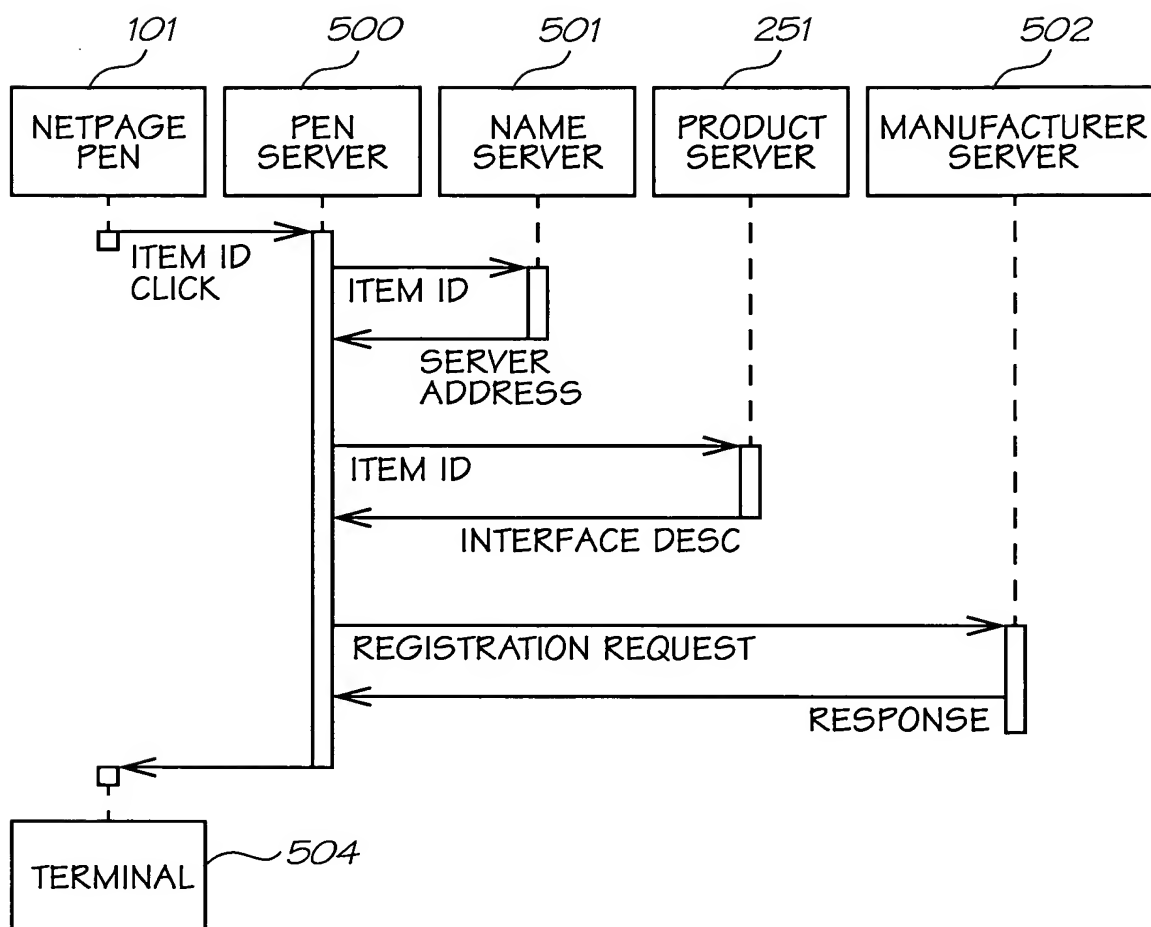 101
500
501
251
502
NETPAGE
PEN
PEN
SERVER
NAME
SERVER
PRODUCT
SERVER
MANUFACTURER
SERVER
ITEM ID
CLICK
ITEM ID
SERVER
ADDRESS
ITEM ID
INTERFACE DESC
REGISTRATION REQUEST
RESPONSE
TERMINAL
504